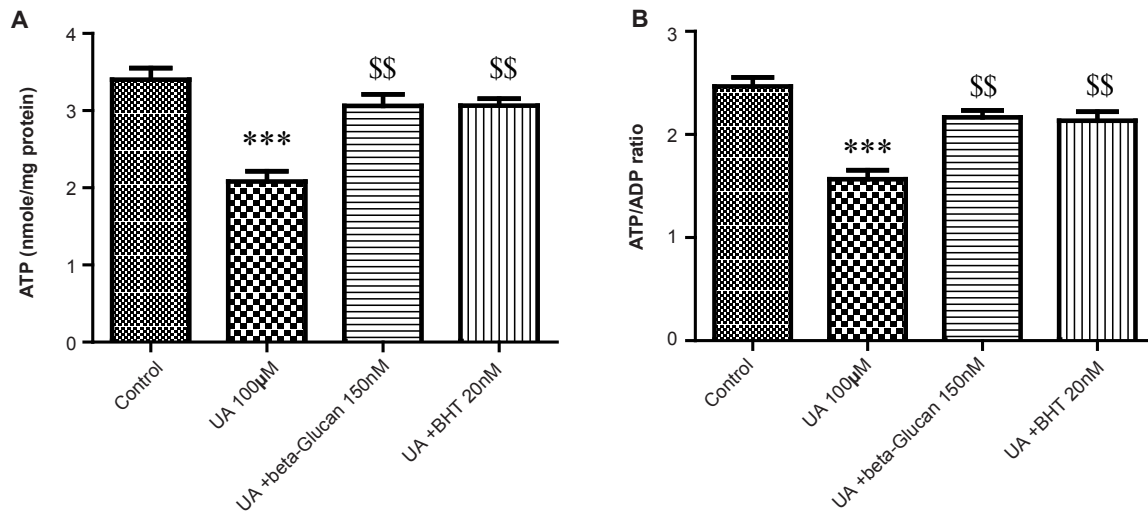 A
ATP (nmole/mg protein)
4
3
2
1
0
***
$$
$$
Control
UA 100µM
UA +beta-Glucan 150nM
UA +BHT 20nM
B
ATP/ADP ratio
3
2
1
0
***
$$
$$
Control
UA 100µM
UA +beta-Glucan 150nM
UA +BHT 20nM